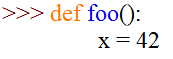 >>> def foo():
x = 42